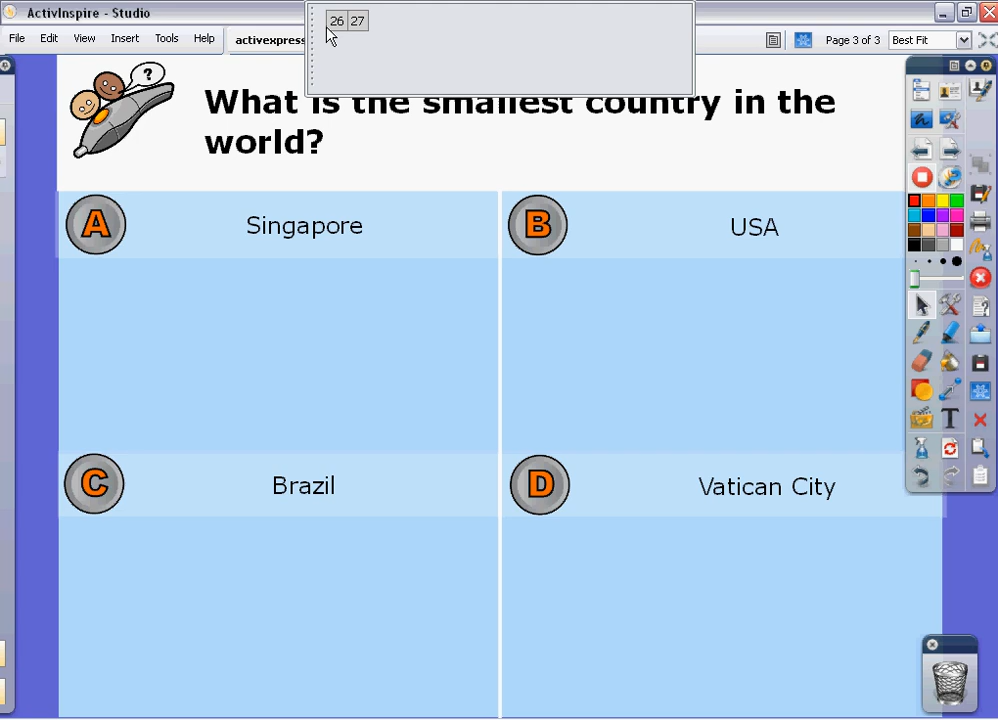 ActivInspire - Studio
26 27
File Edit View Insert Tools Help activexpress Page 3 of 3 Best Fit
?
What is the smallest country in the
world?
A Singapore B USA
C Brazil D Vatican City
T